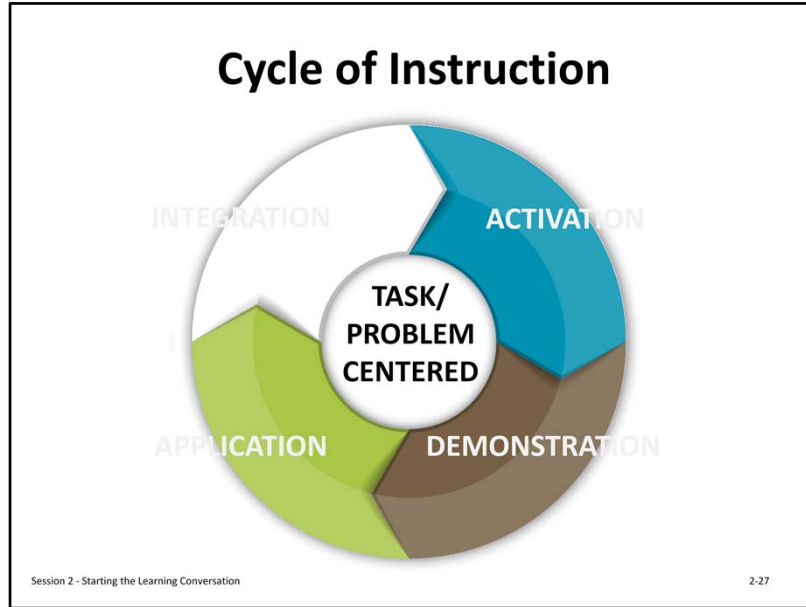 Cycle of Instruction
INTEGRATION
ACTIVATION
TASK/
PROBLEM
CENTERED
APPLICATION
DEMONSTRATION
Session 2 - Starting the Learning Conversation
2-27